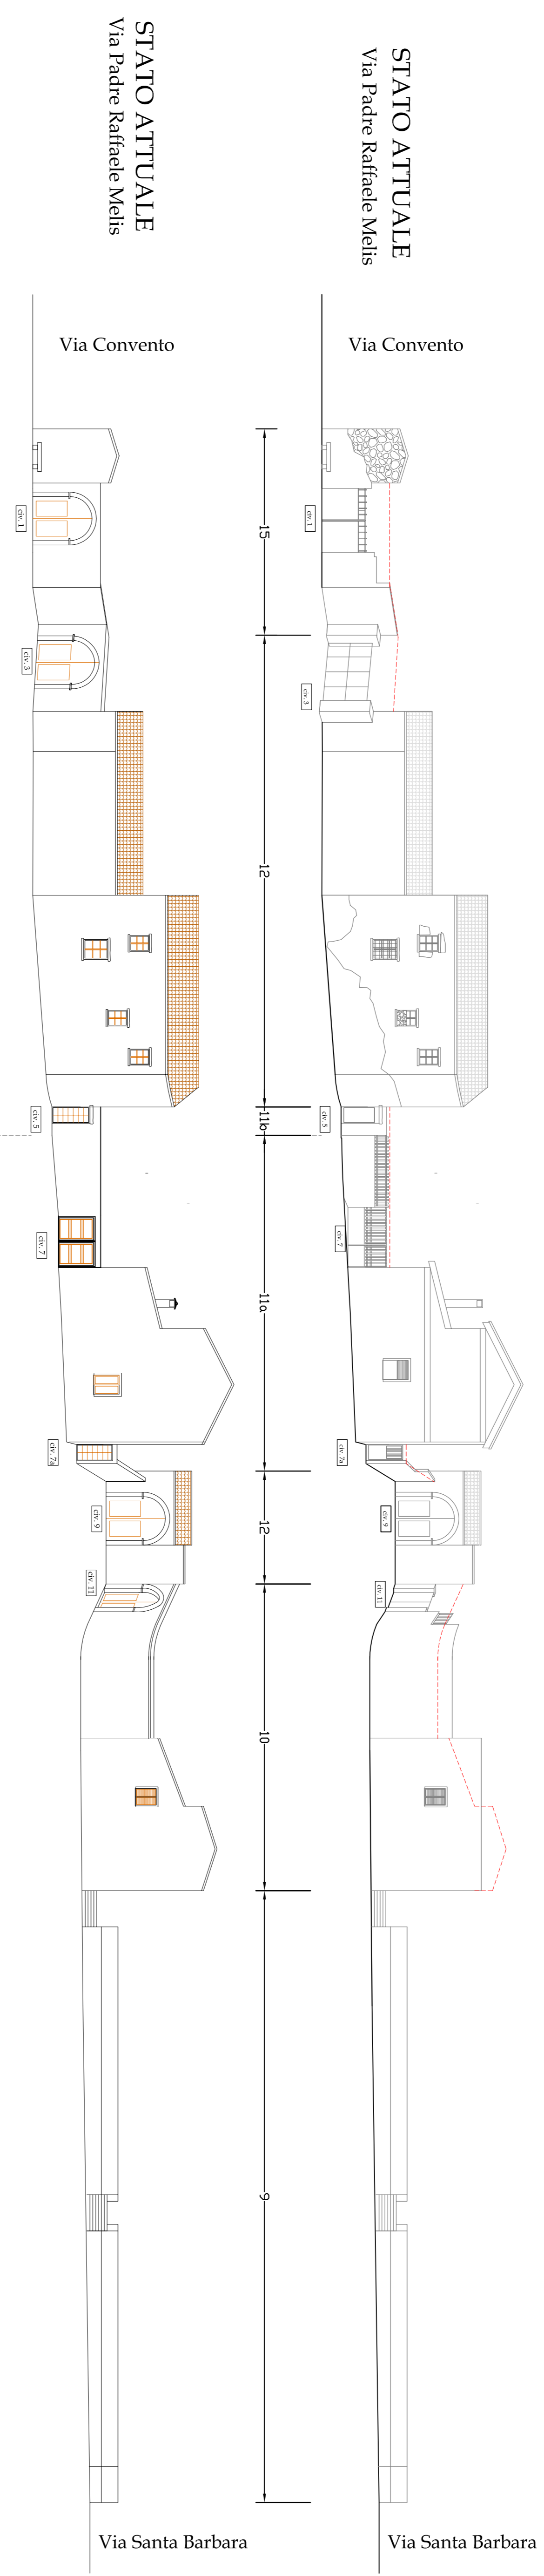 STATO ATTUALE
Via Padre Raffaele Melis
Via Convento
civ. 1
civ. 3
civ. 5
civ. 7
civ. 7a
civ. 9
civ. 11
Via Santa Barbara
15
12
11b
11a
12
10
9
STATO ATTUALE
Via Padre Raffaele Melis
Via Convento
civ. 1
civ. 3
civ. 5
civ. 7
civ. 7a
civ. 9
civ. 11
Via Santa Barbara